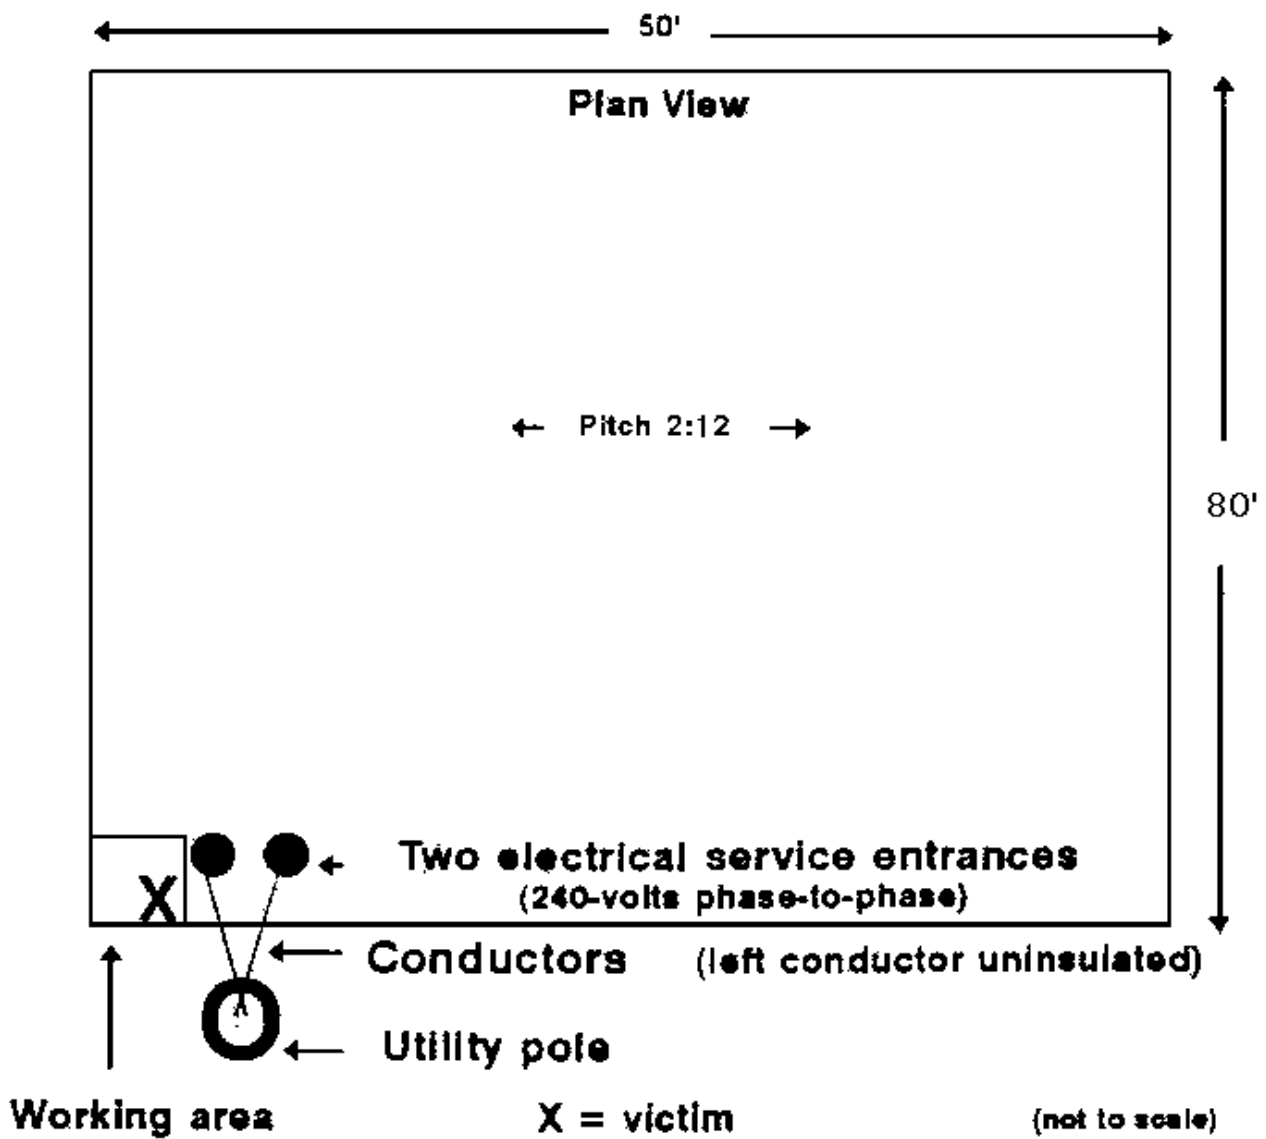 50'
Plan View
Pitch 2:12
80'
Two electrical service entrances
(240-volts phase-to-phase)
X
Conductors (left conductor uninsulated)
Utility pole
Working area X = victim (not to scale)